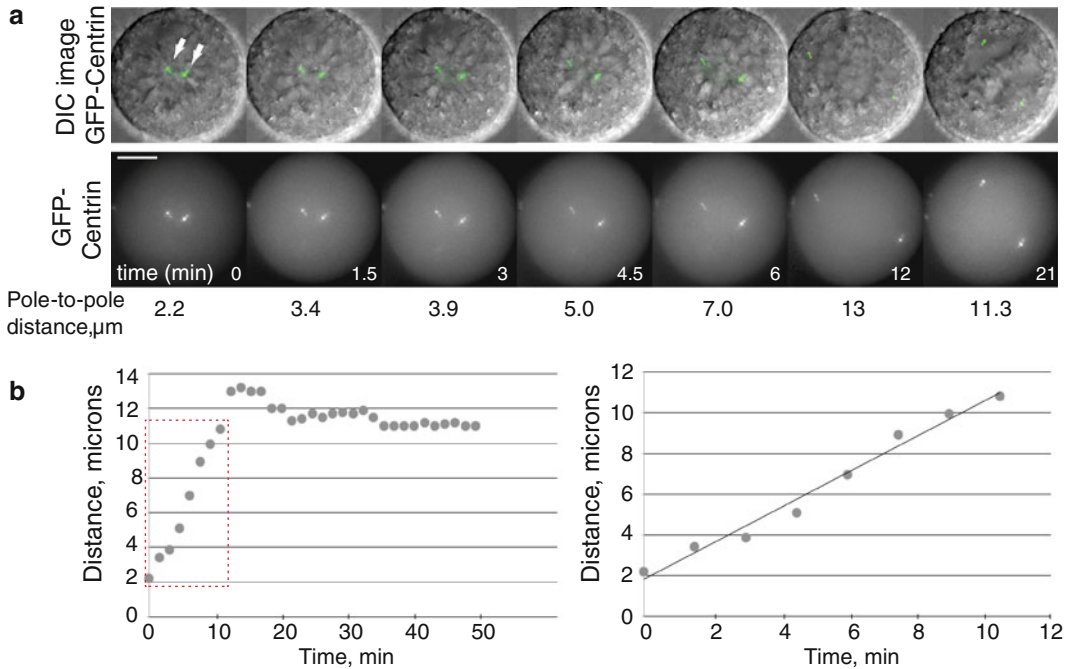 a
DIC image
GFP-Centrin
GFP-
Centrin
time (min) 0 1.5 3 4.5 6 12 21
Pole-to-pole
distance,µm
2.2 3.4 3.9 5.0 7.0 13 11.3
b
Distance, microns
14
12
10
8
6
4
2
0
0 10 20 30 40 50
Time, min
Distance, microns
12
10
8
6
4
2
0
0 2 4 6 8 10 12
Time, min